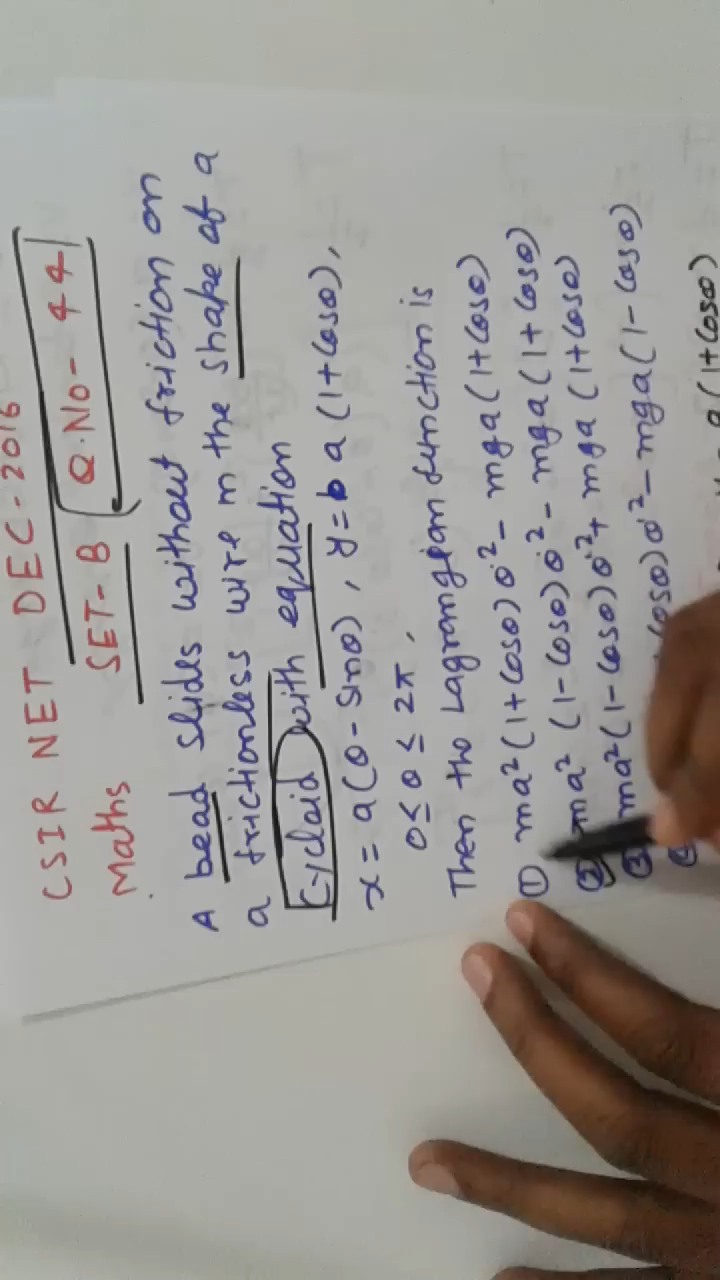 CSIR NET DEC-2016
Maths SET-B Q.No-44
A bead slides without friction on
a frictionless wire in the shape of a
Cycloid with equation
x = a(θ - sinθ), y = a(1+Cosθ),
0 ≤ θ ≤ 2π,
Then the Lagrangian function is
① ma²(1+Cosθ)θ̇² - mga(1+Cosθ)
② ma²(1-Cosθ)θ̇² - mga(1+Cosθ)
③ ma²(1-Cosθ)θ̇² + mga(1+Cosθ)
④ Cosθ)θ̇² - mga(1-Cosθ)
a(1+Cosθ)